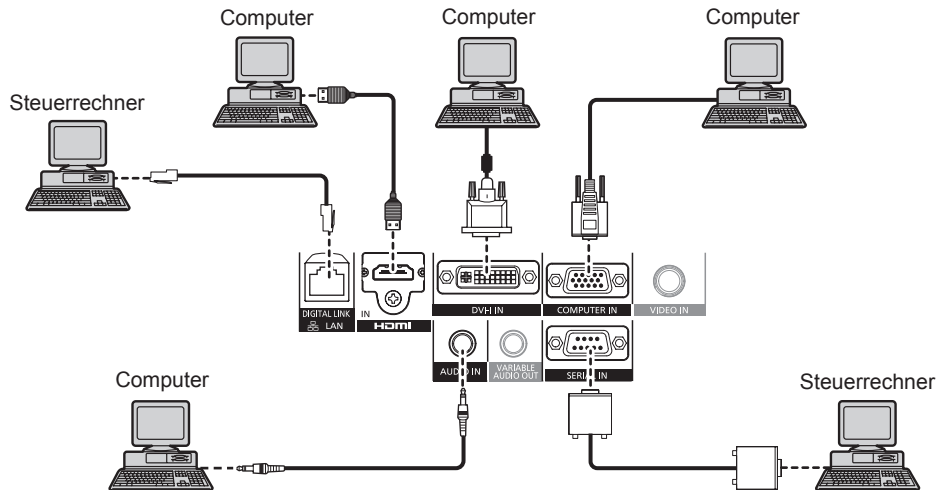 Computer
Computer
Computer
Steuerrechner
DIGITAL LINK
LAN
IN
HDMI
DVI-I IN
COMPUTER IN
VIDEO IN
AUDIO IN
VARIABLE
AUDIO OUT
SERIAL IN
Computer
Steuerrechner